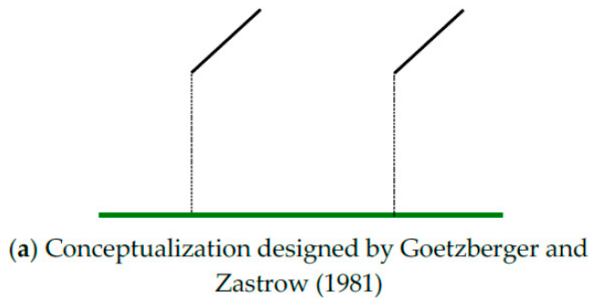 (a) Conceptualization designed by Goetzberger and
Zastrow (1981)